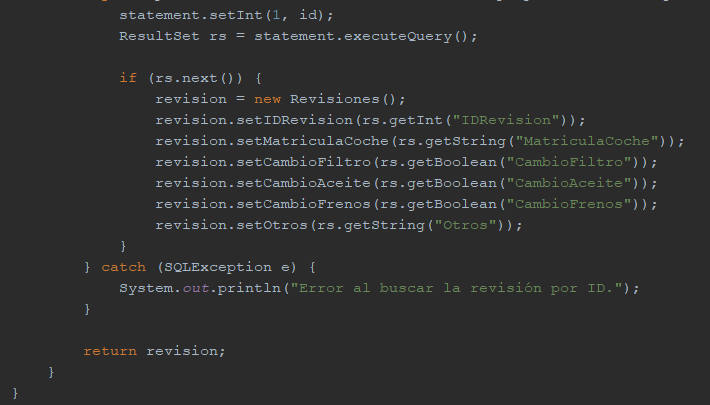 statement.setInt(1, id);
ResultSet rs = statement.executeQuery();
if (rs.next()) {
revision = new Revisiones();
revision.setIDRevision(rs.getInt("IDRevision"));
revision.setMatriculaCoche(rs.getString("MatriculaCoche"));
revision.setCambioFiltro(rs.getBoolean("CambioFiltro"));
revision.setCambioAceite(rs.getBoolean("CambioAceite"));
revision.setCambioFrenos(rs.getBoolean("CambioFrenos"));
revision.setOtros(rs.getString("Otros"));
}
} catch (SQLException e) {
System.out.println("Error al buscar la revisión por ID.");
}
return revision;
}
}